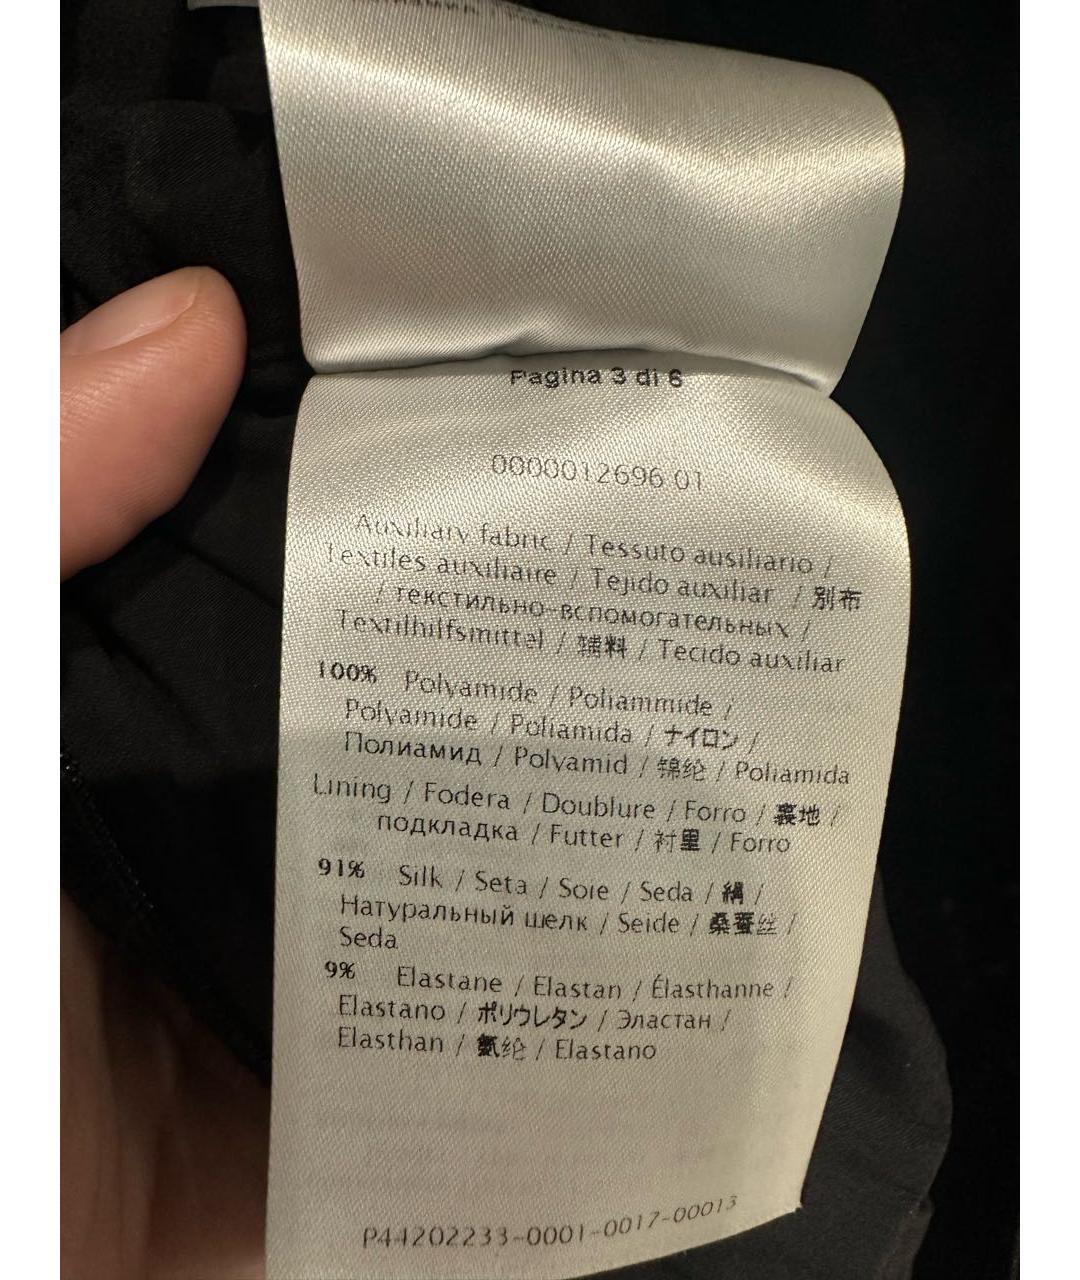 Pagina 3 di 6
0000012696 01
Auxiliary fabric / Tessuto ausiliario /
Textiles auxiliaire / Tejido auxiliar / 別布
/ текстильно-вспомогательных /
Textilhilfsmittel / 辅料 / Tecido auxiliar
100% Polyamide / Poliammide /
Polyamide / Poliamida / ナイロン /
Полиамид / Polyamid / 锦纶 / Poliamida
Lining / Fodera / Doublure / Forro / 裏地 /
подкладка / Futter / 衬里 / Forro
91% Silk / Seta / Soie / Seda / 絹 /
Натуральный шелк / Seide / 桑蚕丝 /
Seda
9% Elastane / Elastan / Élasthanne /
Elastano / ポリウレタン / Эластан /
Elasthan / 氨纶 / Elastano
P44202233-0001-0017-00013